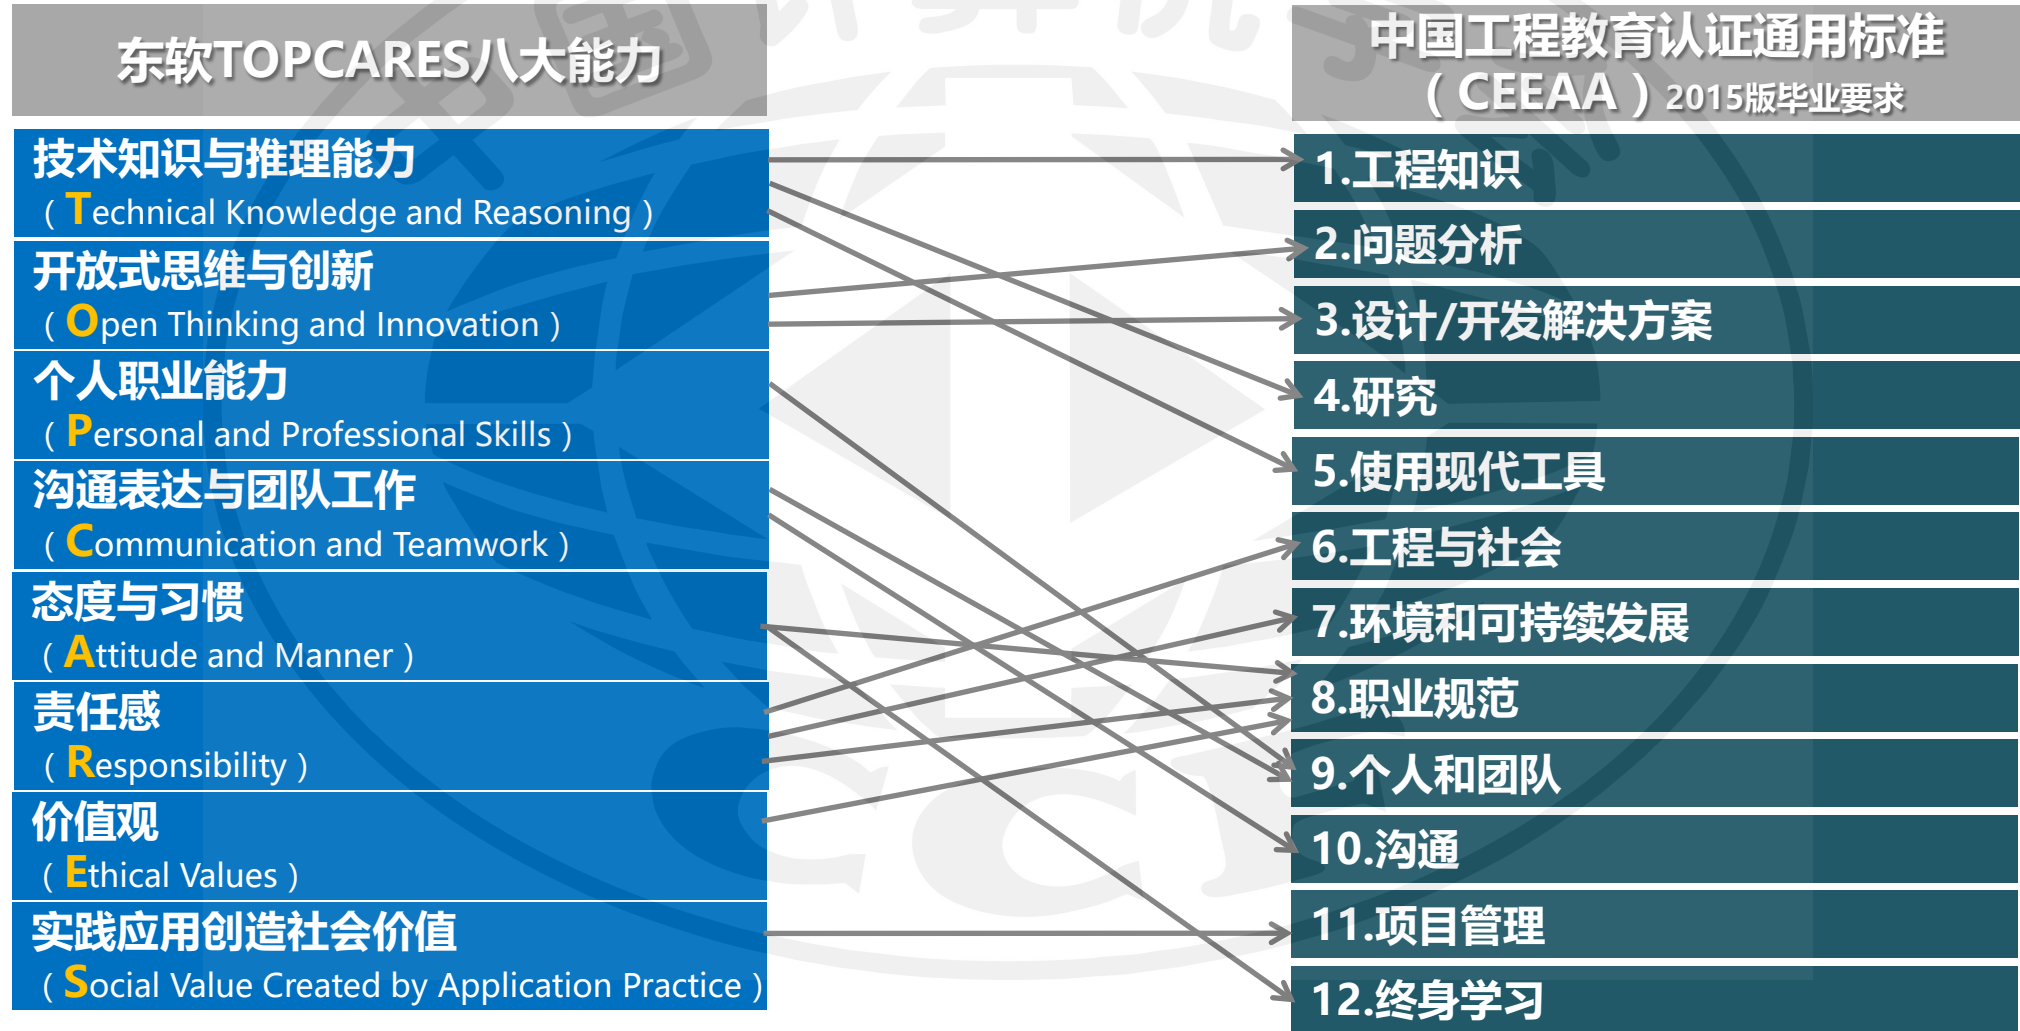 东软TOPCARES八大能力
技术知识与推理能力
（Technical Knowledge and Reasoning）
开放式思维与创新
（Open Thinking and Innovation）
个人职业能力
（Personal and Professional Skills）
沟通表达与团队工作
（Communication and Teamwork）
态度与习惯
（Attitude and Manner）
责任感
（Responsibility）
价值观
（Ethical Values）
实践应用创造社会价值
（Social Value Created by Application Practice）
中国工程教育认证通用标准
（CEEAA）2015版毕业要求
1.工程知识
2.问题分析
3.设计/开发解决方案
4.研究
5.使用现代工具
6.工程与社会
7.环境和可持续发展
8.职业规范
9.个人和团队
10.沟通
11.项目管理
12.终身学习
CCF